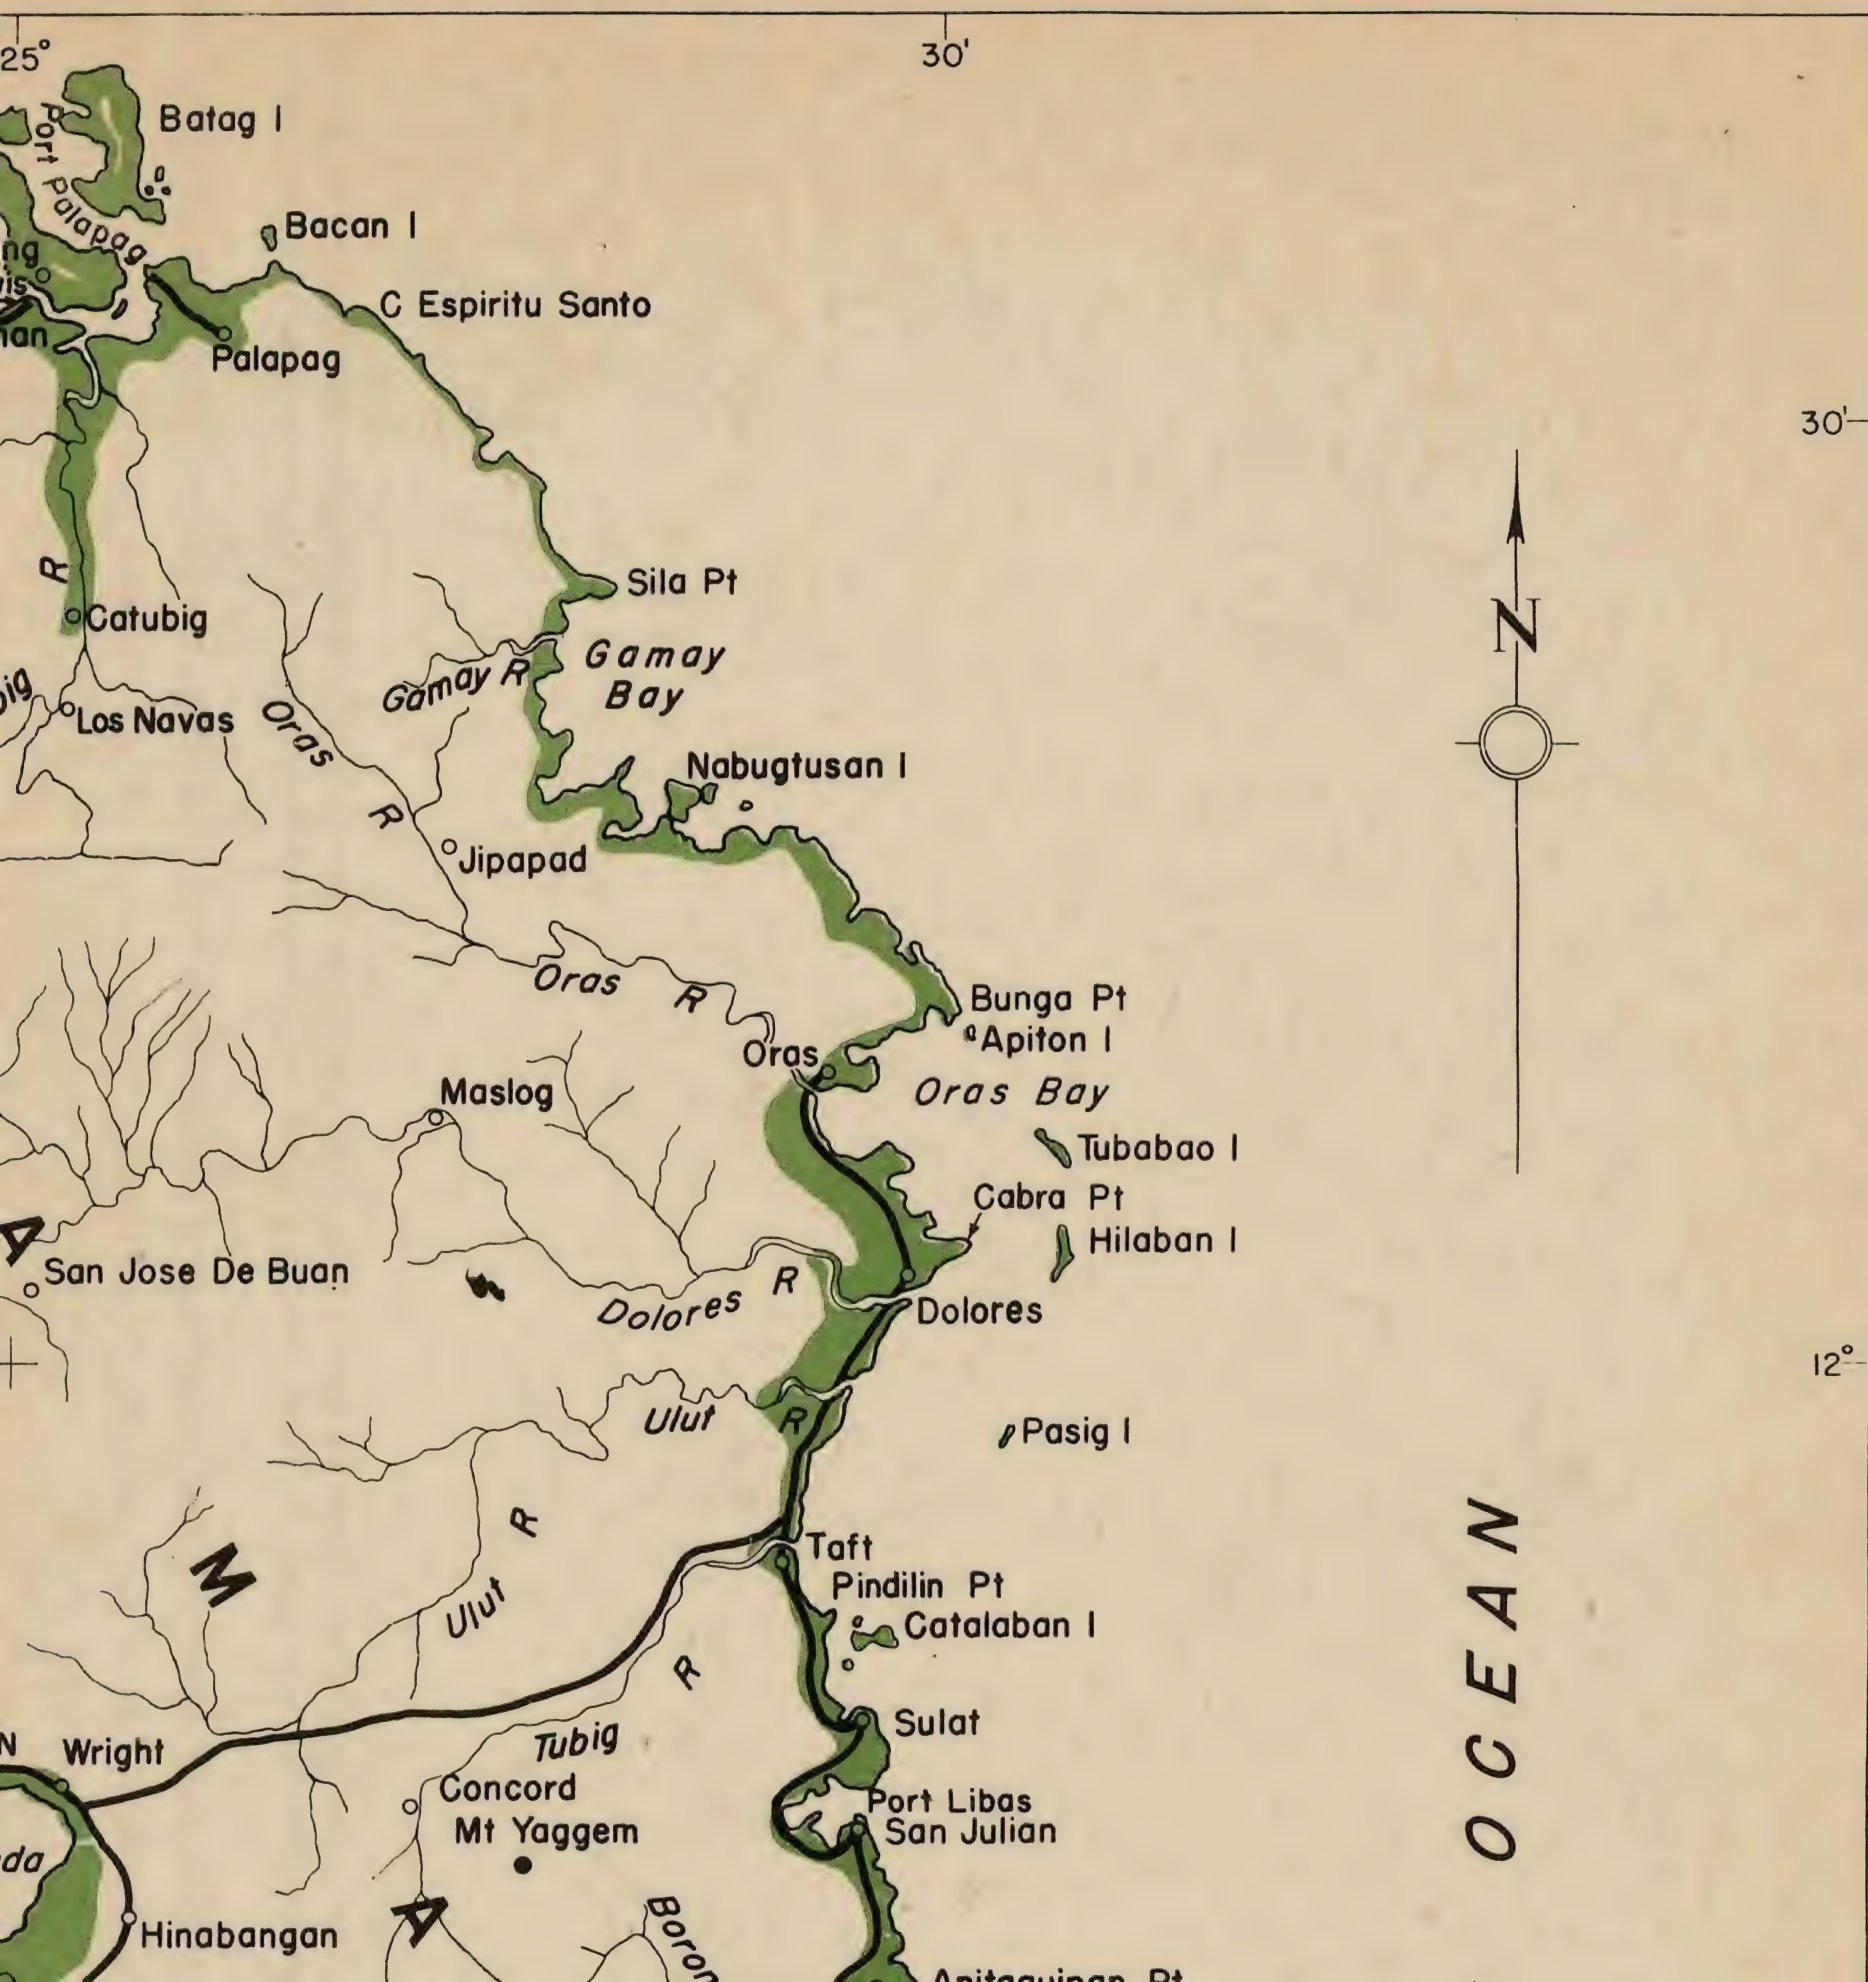 25°
30'
Port Palapag
Batag I
Bacan I
C Espiritu Santo
Palapag
30'
N
R
Sila Pt
Catubig
Gamay
Bay
Gamay R
Los Navas
Oras
R
Nabugtusan I
Jipapad
Oras R
Bunga Pt
Apiton I
Oras
Oras Bay
Maslog
Tubabao I
Cabra Pt
Hilaban I
San Jose De Buan
Dolores R
Dolores
12°
Ulut R
Pasig I
R
Ulut
A
M
A
Taft
Pindilin Pt
Catalaban I
R
Tubig
Sulat
Wright
Concord
Mt Yaggem
Port Libas
San Julian
Hinabangan
OCEAN